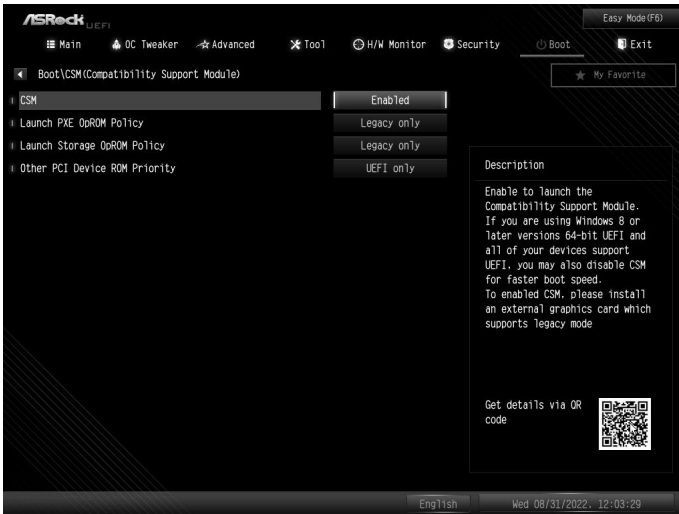 ASRock UEFI
Easy Mode(F6)
Main OC Tweaker Advanced Tool H/W Monitor Security Boot Exit
Boot\CSM(Compatibility Support Module)
My Favorite
CSM Enabled
Launch PXE OpROM Policy Legacy only
Launch Storage OpROM Policy Legacy only
Other PCI Device ROM Priority UEFI only
Description
Enable to launch the
Compatibility Support Module.
If you are using Windows 8 or
later versions 64-bit UEFI and
all of your devices support
UEFI, you may also disable CSM
for faster boot speed.
To enabled CSM, please install
an external graphics card which
supports legacy mode
Get details via QR
code
English
Wed 08/31/2022, 12:03:29